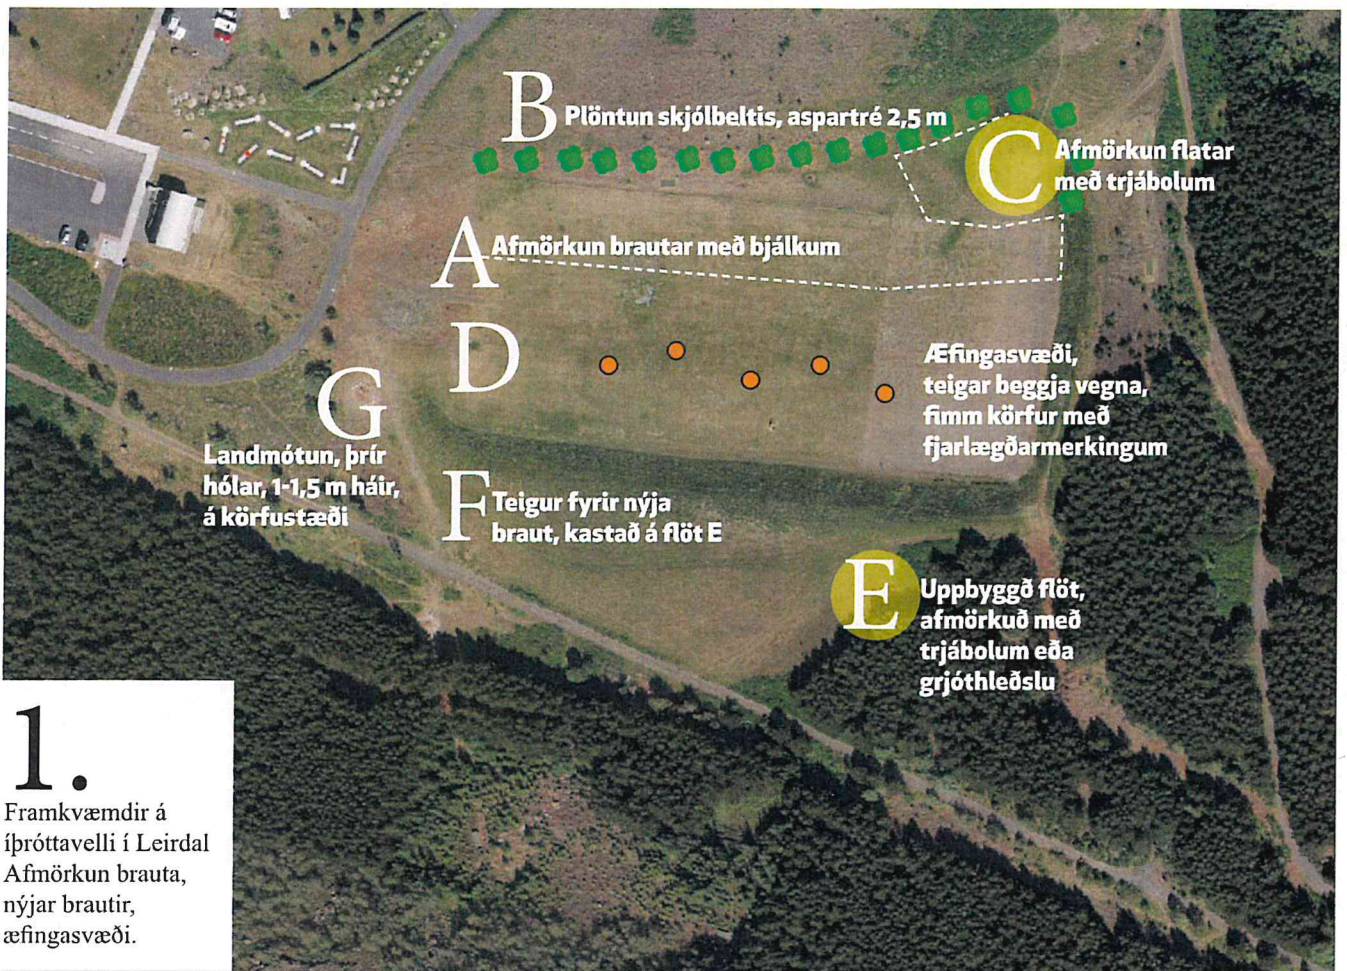 B
Plöntun skjólbeltis, aspartré 2,5 m
C
Afmörkun flatar
með trjábolum
A
Afmörkun brautar með bjálkum
D
Æfingasvæði,
teigar beggja vegna,
fimm körfur með
fjarlægðarmerkingum
G
Landmótun, þrír
hólar, 1-1,5 m háir,
á körfustæði
F
Teigur fyrir nýja
braut, kastað á flöt E
E
Uppbyggð flöt,
afmörkuð með
trjábolum eða
grjóthleðslu
1.
Framkvæmdir á
íþróttavelli í Leirdal
Afmörkun brauta,
nýjar brautir,
æfingasvæði.